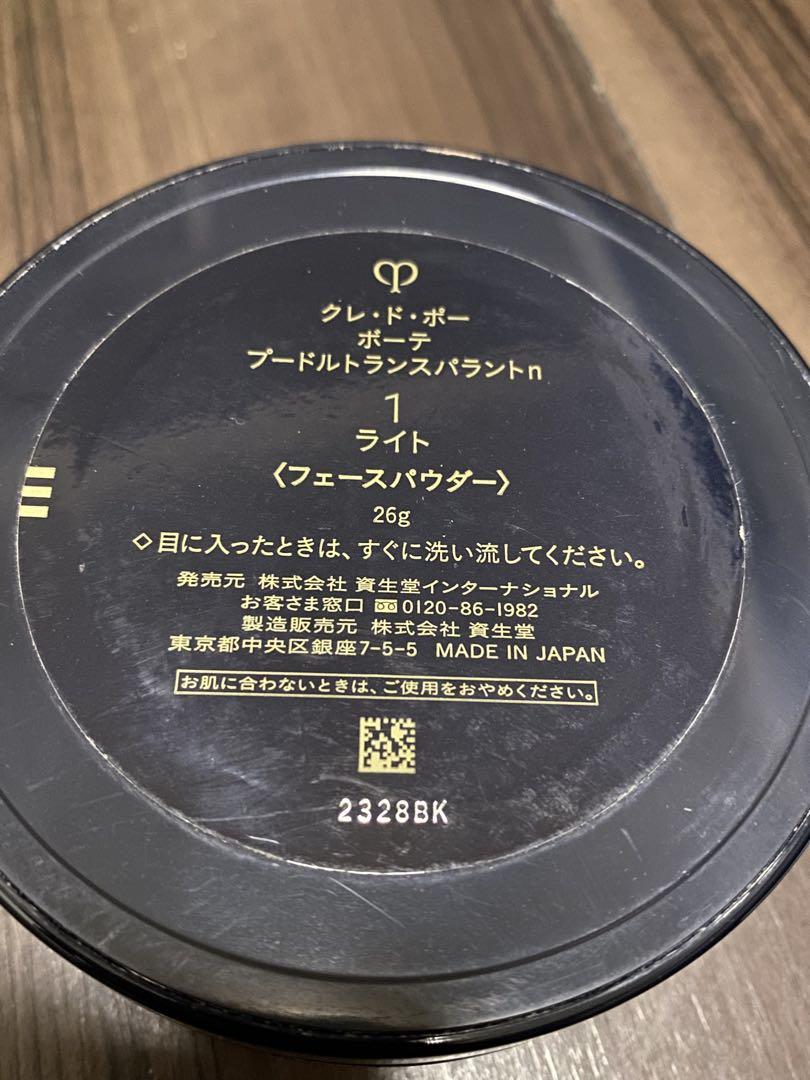 クレ・ド・ポー
ボーテ
プードルトランスパラントn
1
ライト
〈フェースパウダー〉
26g
◇目に入ったときは、すぐに洗い流してください。
発売元 株式会社 資生堂インターナショナル
お客さま窓口 0120-86-1982
製造販売元 株式会社 資生堂
東京都中央区銀座7-5-5 MADE IN JAPAN
お肌に合わないときは、ご使用をおやめください。
2328BK